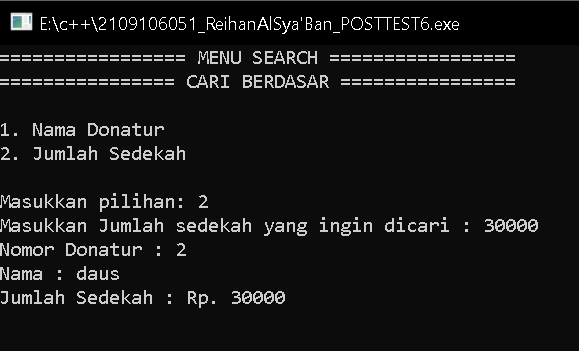 E:\c++\2109106051_ReihanAlSya'Ban_POSTTEST6.exe
================= MENU SEARCH =================
================ CARI BERDASAR ================
1. Nama Donatur
2. Jumlah Sedekah
Masukkan pilihan: 2
Masukkan Jumlah sedekah yang ingin dicari : 30000
Nomor Donatur : 2
Nama : daus
Jumlah Sedekah : Rp. 30000